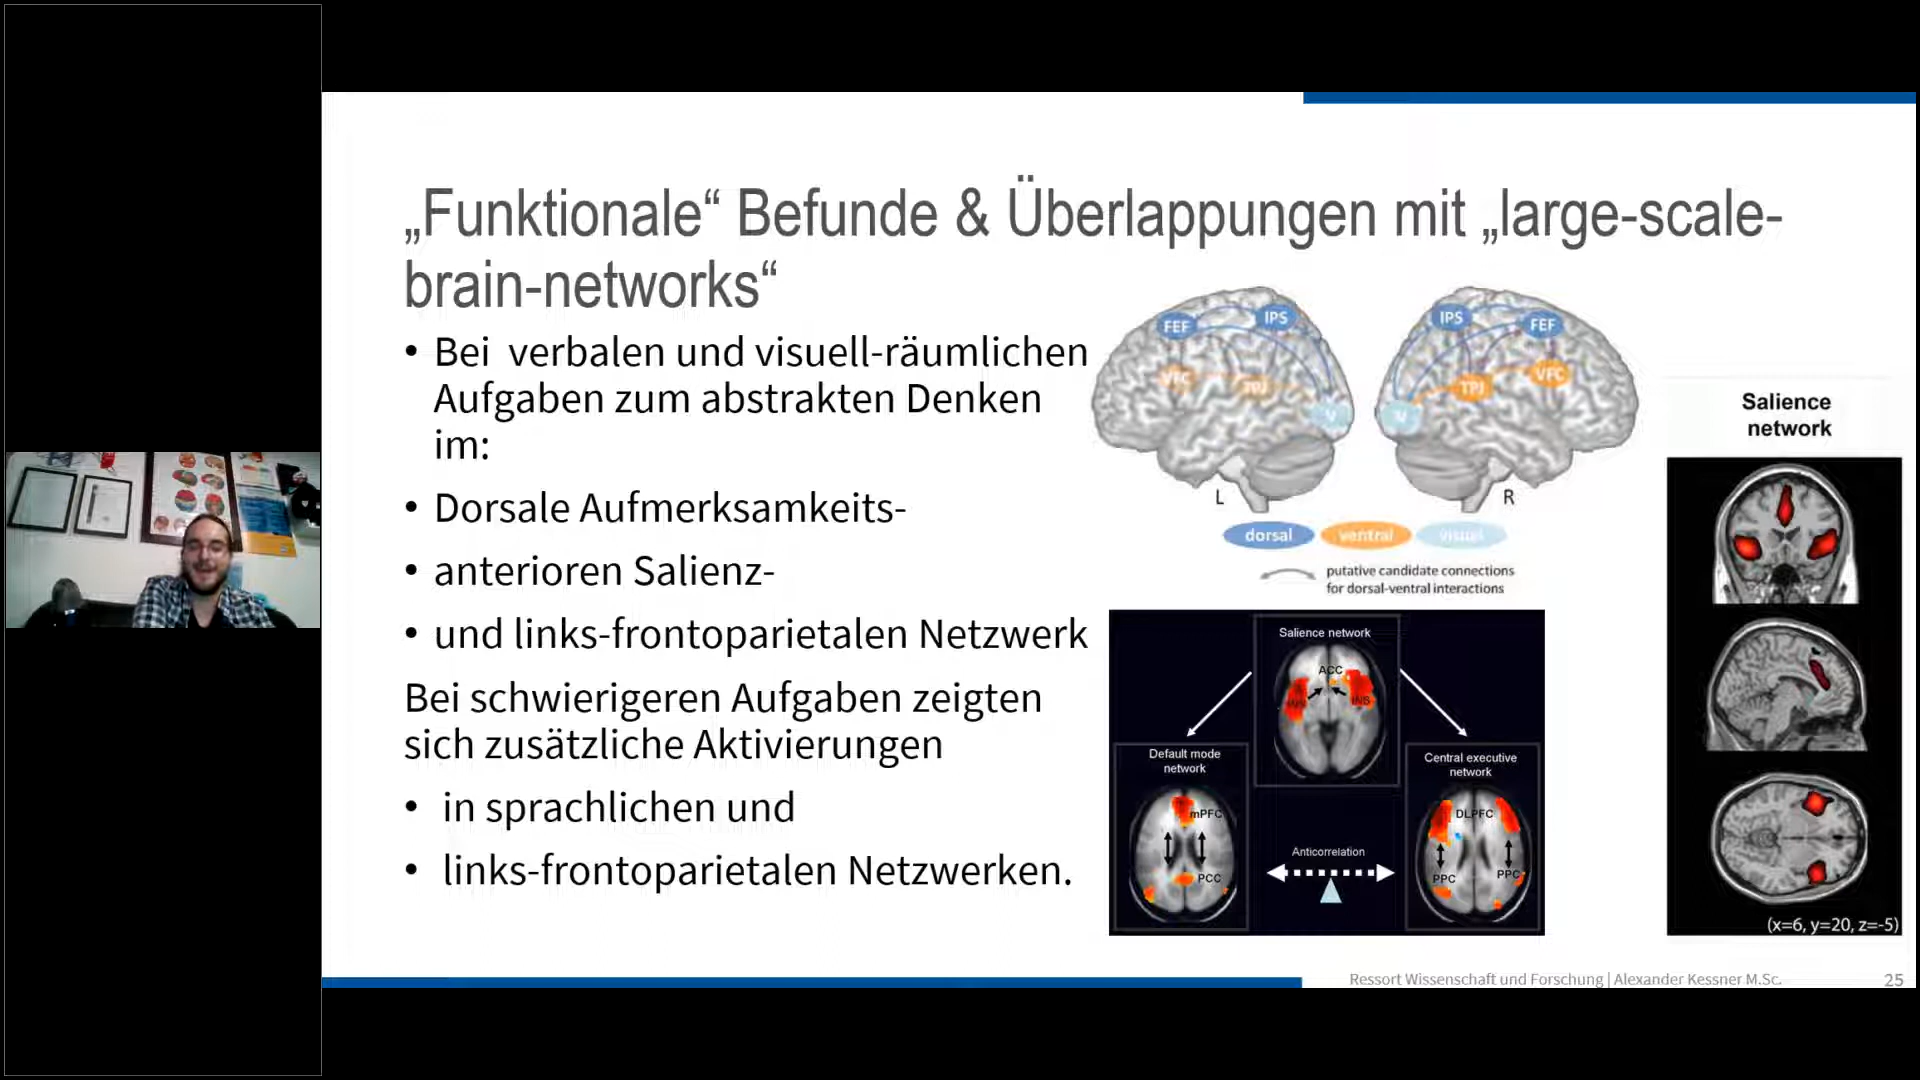 „Funktionale“ Befunde & Überlappungen mit „large-scale-
brain-networks“
• Bei  verbalen und visuell-räumlichen
Aufgaben zum abstrakten Denken
im:
• Dorsale Aufmerksamkeits-
• anterioren Salienz-
• und links-frontoparietalen Netzwerk
Bei schwierigeren Aufgaben zeigten
sich zusätzliche Aktivierungen
• in sprachlichen und
• links-frontoparietalen Netzwerken.
FEF IPS
VFC TPJ
V
IPS FEF
TPJ VFC
V
L R
dorsal ventral visual
putative candidate connections
for dorsal-ventral interactions
Salience network
ACC
INS INS
Default mode
network
mPFC
PCC
Anticorrelation
Central executive
network
DLPFC
PPC PPC
Salience
network
(x=6, y=20, z=-5)
Ressort Wissenschaft und Forschung | Alexander Kessner M.Sc. 25